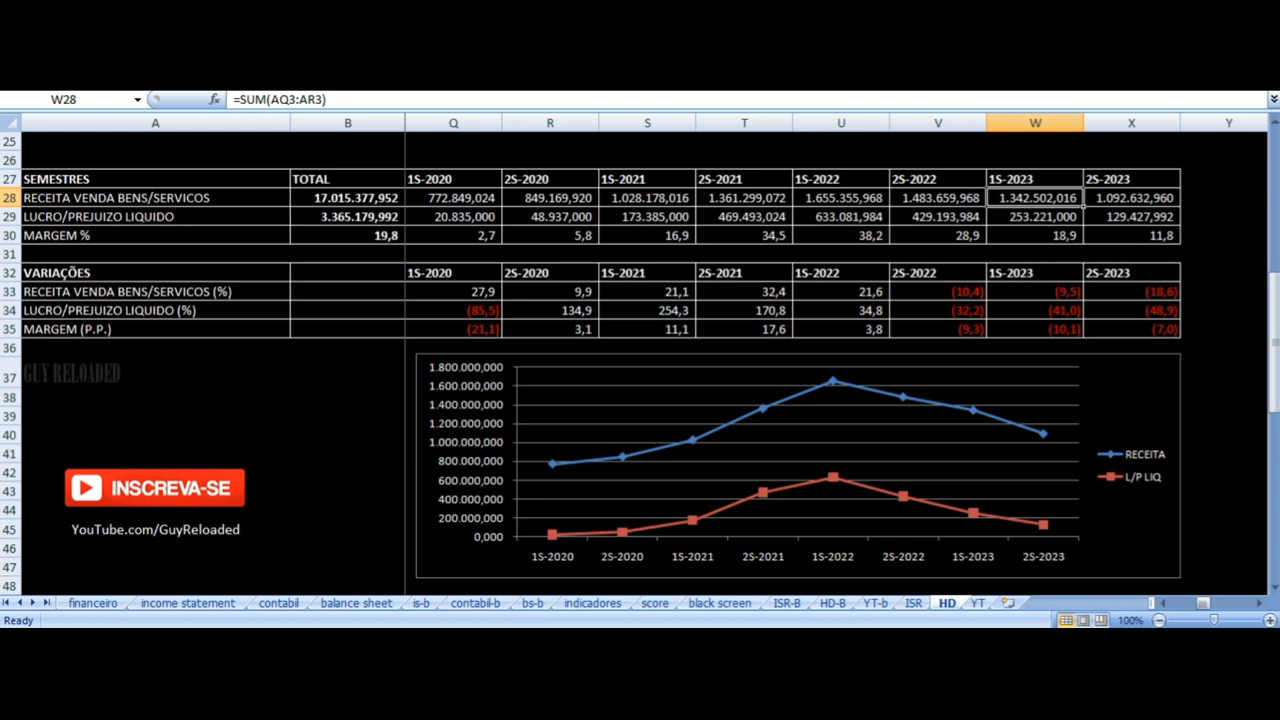 W28 fx =SUM(AQ3:AR3)
A B Q R S T U V W X Y
25
26
27 SEMESTRES TOTAL 1S-2020 2S-2020 1S-2021 2S-2021 1S-2022 2S-2022 1S-2023 2S-2023
28 RECEITA VENDA BENS/SERVICOS 17.015.377,952 772.849,024 849.169,920 1.028.178,016 1.361.299,072 1.655.355,968 1.483.659,968 1.342.502,016 1.092.632,960
29 LUCRO/PREJUIZO LIQUIDO 3.365.179,992 20.835,000 48.937,000 173.385,000 469.493,024 633.081,984 429.193,984 253.221,000 129.427,992
30 MARGEM % 19,8 2,7 5,8 16,9 34,5 38,2 28,9 18,9 11,8
31
32 VARIAÇÕES 1S-2020 2S-2020 1S-2021 2S-2021 1S-2022 2S-2022 1S-2023 2S-2023
33 RECEITA VENDA BENS/SERVICOS (%) 27,9 9,9 21,1 32,4 21,6 (10,4) (9,5) (18,6)
34 LUCRO/PREJUIZO LIQUIDO (%) (85,5) 134,9 254,3 170,8 34,8 (32,2) (41,0) (48,9)
35 MARGEM (P.P.) (21,1) 3,1 11,1 17,6 3,8 (9,3) (10,1) (7,0)
36
37 GUY RELOADED
38
39
40
41
42
43
44
45
46
47
48
INSCREVA-SE
YouTube.com/GuyReloaded
1.800.000,000
1.600.000,000
1.400.000,000
1.200.000,000
1.000.000,000
800.000,000
600.000,000
400.000,000
200.000,000
0,000
1S-2020 2S-2020 1S-2021 2S-2021 1S-2022 2S-2022 1S-2023 2S-2023
RECEITA
L/P LIQ
financeiro income statement contabil balance sheet is-b contabil-b bs-b indicadores score black screen ISR-B HD-B YT-b ISR HD YT
Ready 100%